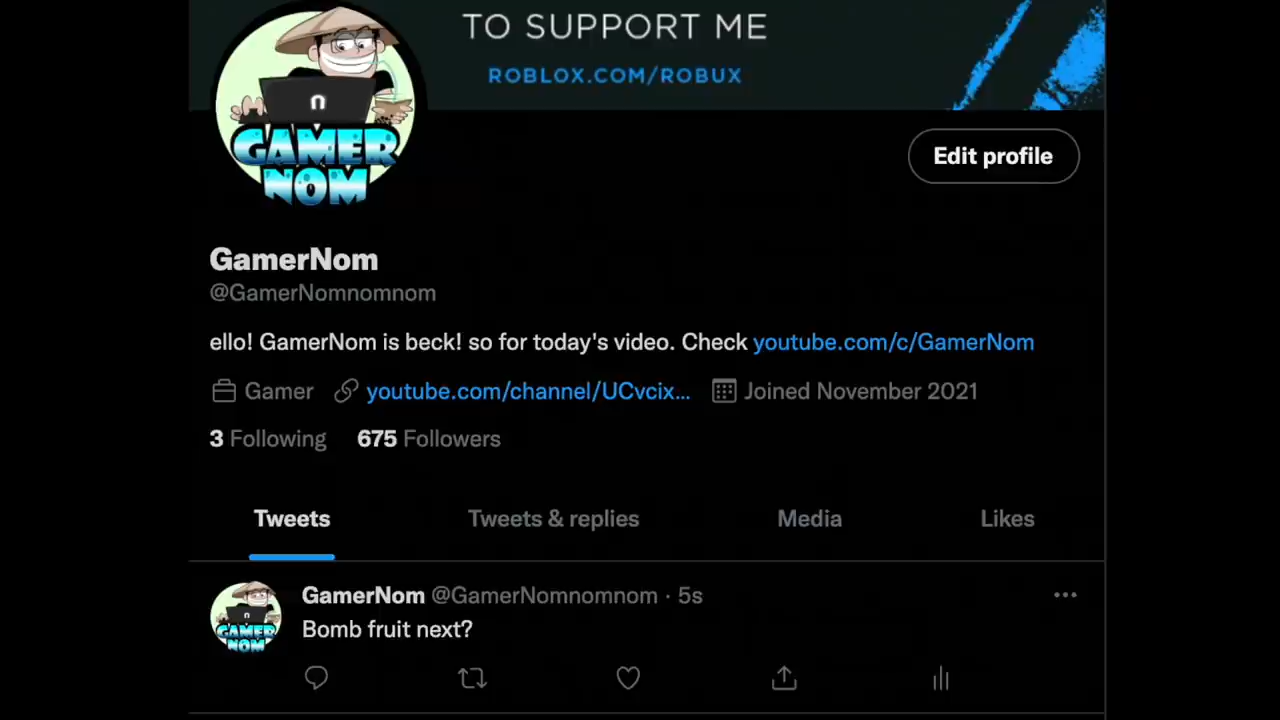 TO SUPPORT ME
ROBLOX.COM/ROBUX
GAMER
NOM
Edit profile
GamerNom
@GamerNomnomnom
ello! GamerNom is beck! so for today's video. Check youtube.com/c/GamerNom
Gamer youtube.com/channel/UCvcix... Joined November 2021
3 Following 675 Followers
Tweets Tweets & replies Media Likes
GamerNom @GamerNomnomnom · 5s
Bomb fruit next?
GAMER
NOM